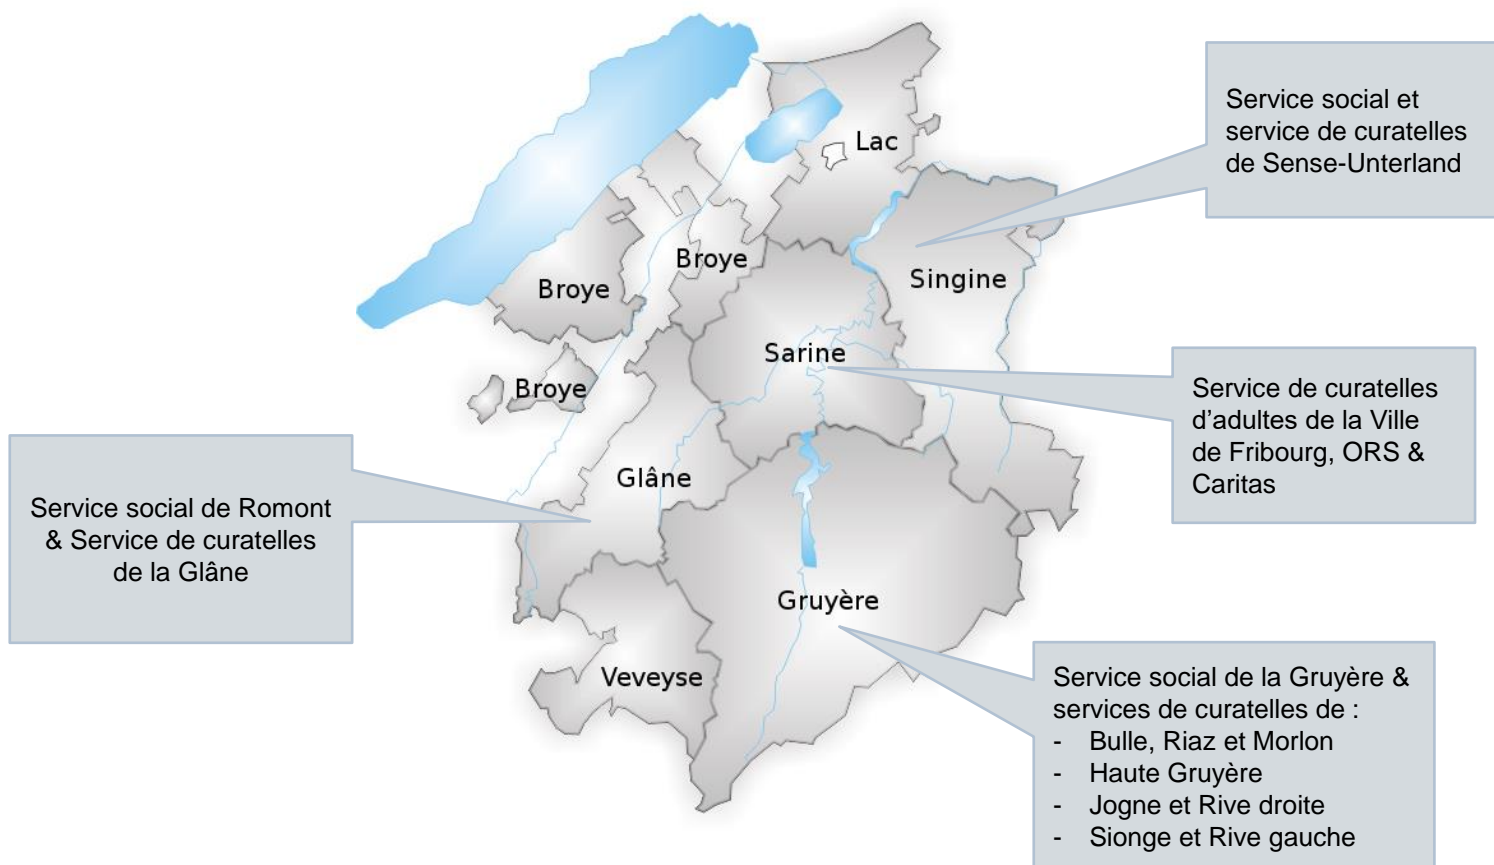 Service social et
service de curatelles
de Sense-Unterland
Lac
Broye
Singine
Broye
Sarine
Broye
Service de curatelles
d’adultes de la Ville
de Fribourg, ORS &
Caritas
Glâne
Service social de Romont
& Service de curatelles
de la Glâne
Gruyère
Veveyse
Service social de la Gruyère &
services de curatelles de :
- Bulle, Riaz et Morlon
- Haute Gruyère
- Jogne et Rive droite
- Sionge et Rive gauche